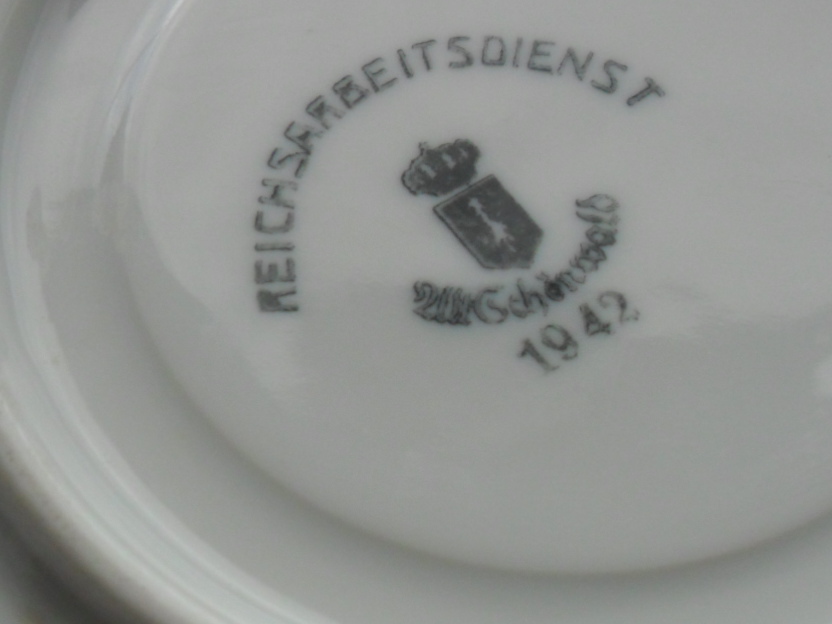 REICHSARBEITSDIENST
Alt Schönwald
1942